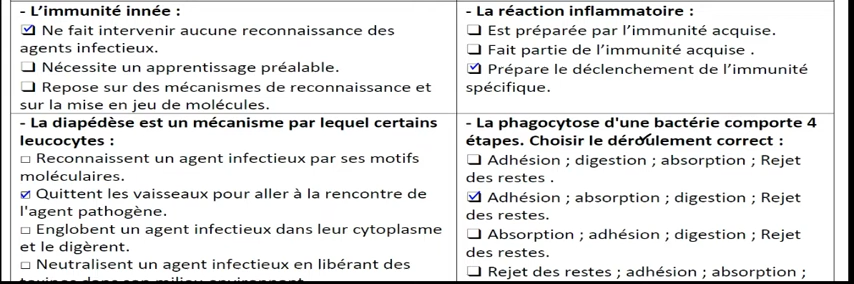 - L’immunité innée :
☑ Ne fait intervenir aucune reconnaissance des
agents infectieux.
❏ Nécessite un apprentissage préalable.
❏ Repose sur des mécanismes de reconnaissance et
sur la mise en jeu de molécules.
- La réaction inflammatoire :
❏ Est préparée par l’immunité acquise.
❏ Fait partie de l’immunité acquise .
☑ Prépare le déclenchement de l’immunité
spécifique.
- La diapédèse est un mécanisme par lequel certains
leucocytes :
□ Reconnaissent un agent infectieux par ses motifs
moléculaires.
☑ Quittent les vaisseaux pour aller à la rencontre de
l'agent pathogène.
□ Englobent un agent infectieux dans leur cytoplasme
et le digèrent.
□ Neutralisent un agent infectieux en libérant des
- La phagocytose d'une bactérie comporte 4
étapes. Choisir le déroulement correct :
❏ Adhésion ; digestion ; absorption ; Rejet
des restes .
☑ Adhésion ; absorption ; digestion ; Rejet
des restes.
❏ Absorption ; adhésion ; digestion ; Rejet
des restes.
❏ Rejet des restes ; adhésion ; absorption ;